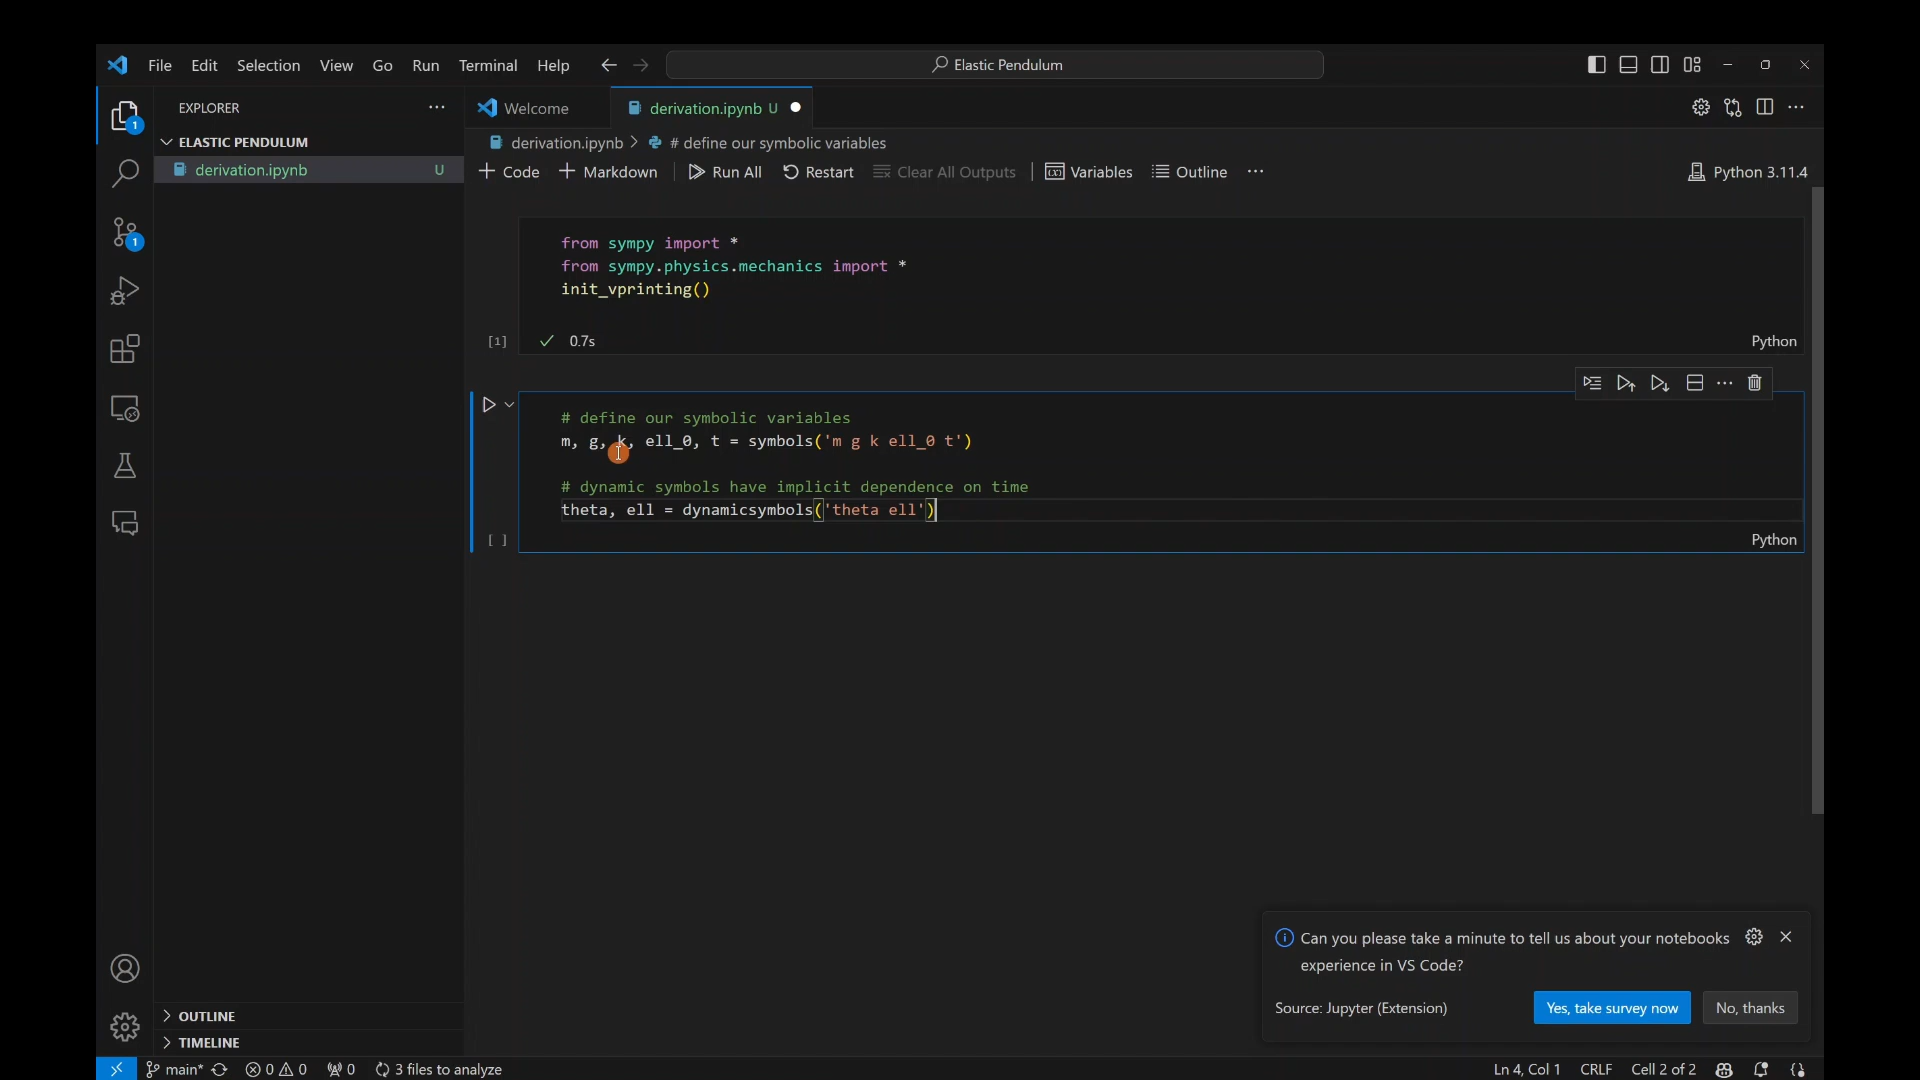 File Edit Selection View Go Run Terminal Help
Elastic Pendulum
EXPLORER
ELASTIC PENDULUM
derivation.ipynb U
Welcome
derivation.ipynb U
derivation.ipynb > # define our symbolic variables
+ Code + Markdown Run All Restart Clear All Outputs Variables Outline ...
Python 3.11.4
from sympy import *
from sympy.physics.mechanics import *
init_vprinting()
[1] 0.7s Python
# define our symbolic variables
m, g, k, ell_0, t = symbols('m g k ell_0 t')
# dynamic symbols have implicit dependence on time
theta, ell = dynamicsymbols('theta ell')
[ ] Python
1
1
Can you please take a minute to tell us about your notebooks
experience in VS Code?
Source: Jupyter (Extension)
Yes, take survey now
No, thanks
OUTLINE
TIMELINE
main* 0 0 0 3 files to analyze
Ln 4, Col 1 CRLF Cell 2 of 2